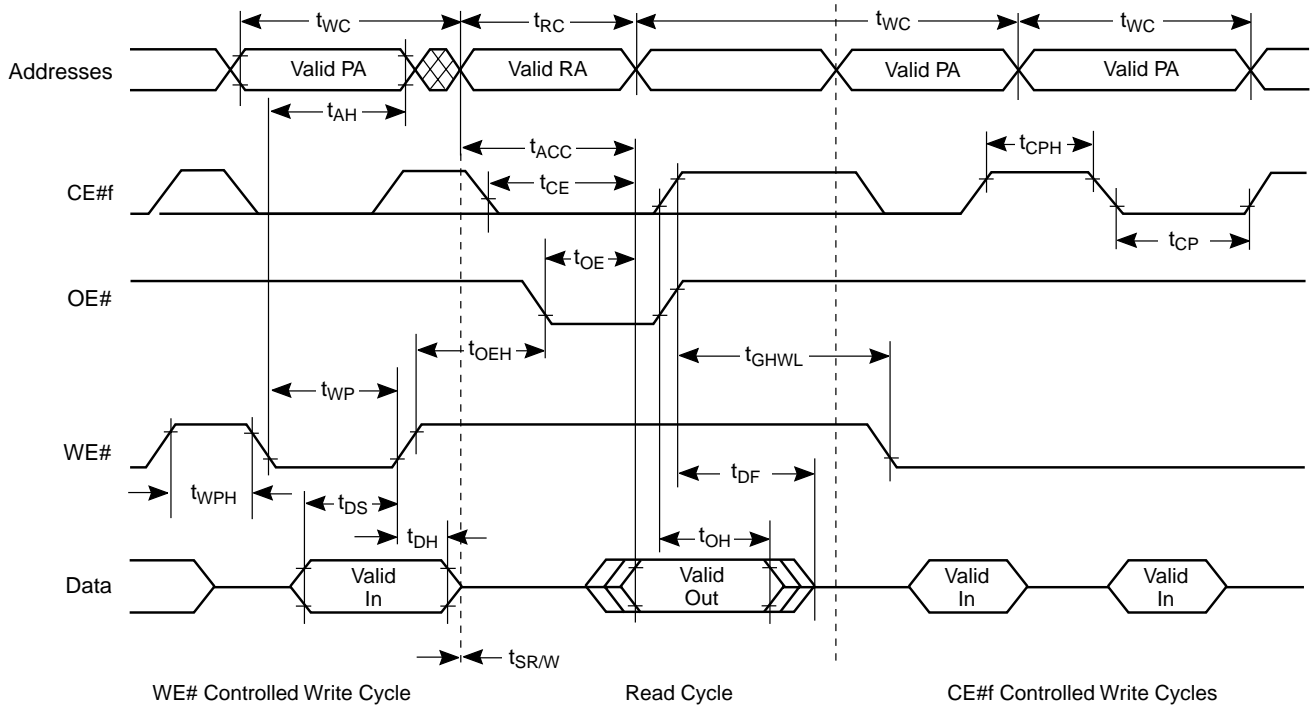 tWC tRC tWC tWC
Addresses Valid PA Valid RA Valid PA Valid PA
tAH
tACC tCPH
CE#f tCE
tCP
tOE
OE#
tOEH tGHWL
tWP
WE#
tDF
tWPH tDS
tDH tOH
Data Valid In Valid Out Valid In Valid In
tSR/W
WE# Controlled Write Cycle Read Cycle CE#f Controlled Write Cycles